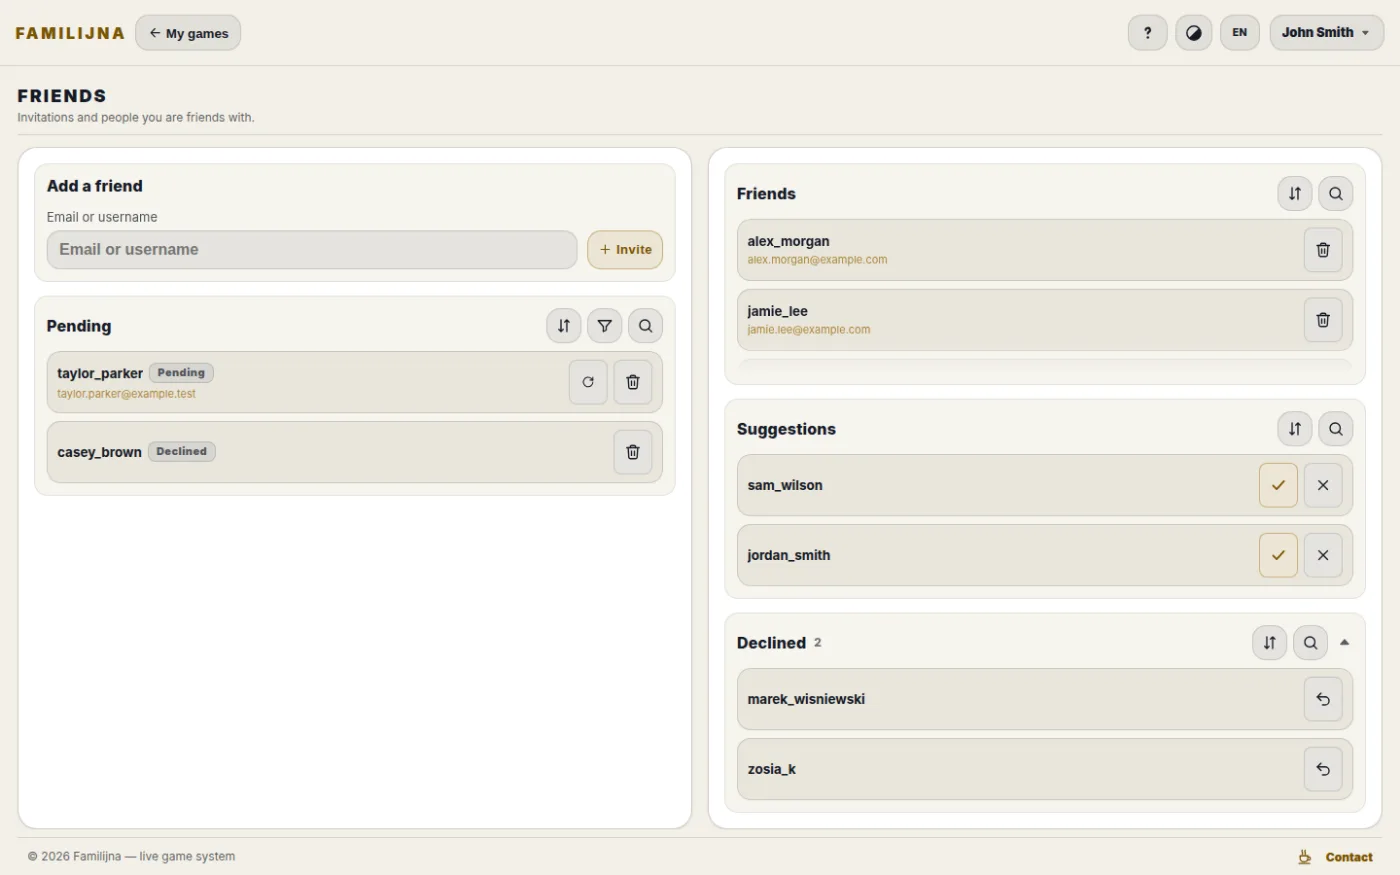 FAMILIJNA
← My games
?
EN
John Smith
FRIENDS
Invitations and people you are friends with.
Add a friend
Email or username
Email or username
+ Invite
Pending
taylor_parker Pending
taylor.parker@example.test
casey_brown Declined
Friends
alex_morgan
alex.morgan@example.com
jamie_lee
jamie.lee@example.com
Suggestions
sam_wilson
jordan_smith
Declined 2
marek_wisniewski
zosia_k
© 2026 Familijna — live game system
Contact